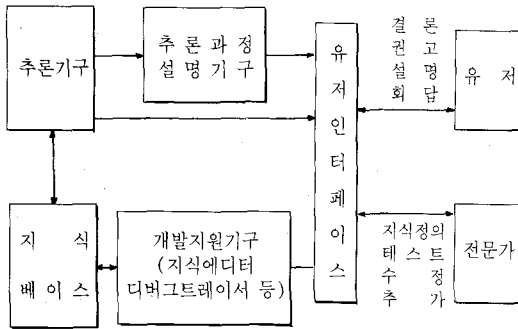 추론기구
추 론 과 정
설 명 기 구
유 저 인 터 페 이 스
결 론
권 고
설 명
회 답
유 저
지 식
베 이 스
개발지원기구
(지식에디터
디버그트레이서 등)
지식정의
테 스 트
수 정
추 가
전문가